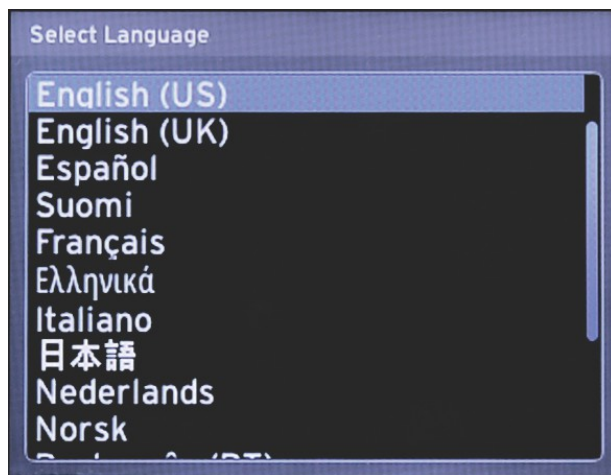 Select Language
English (US)
English (UK)
Español
Suomi
Français
Ελληνικά
Italiano
日本語
Nederlands
Norsk